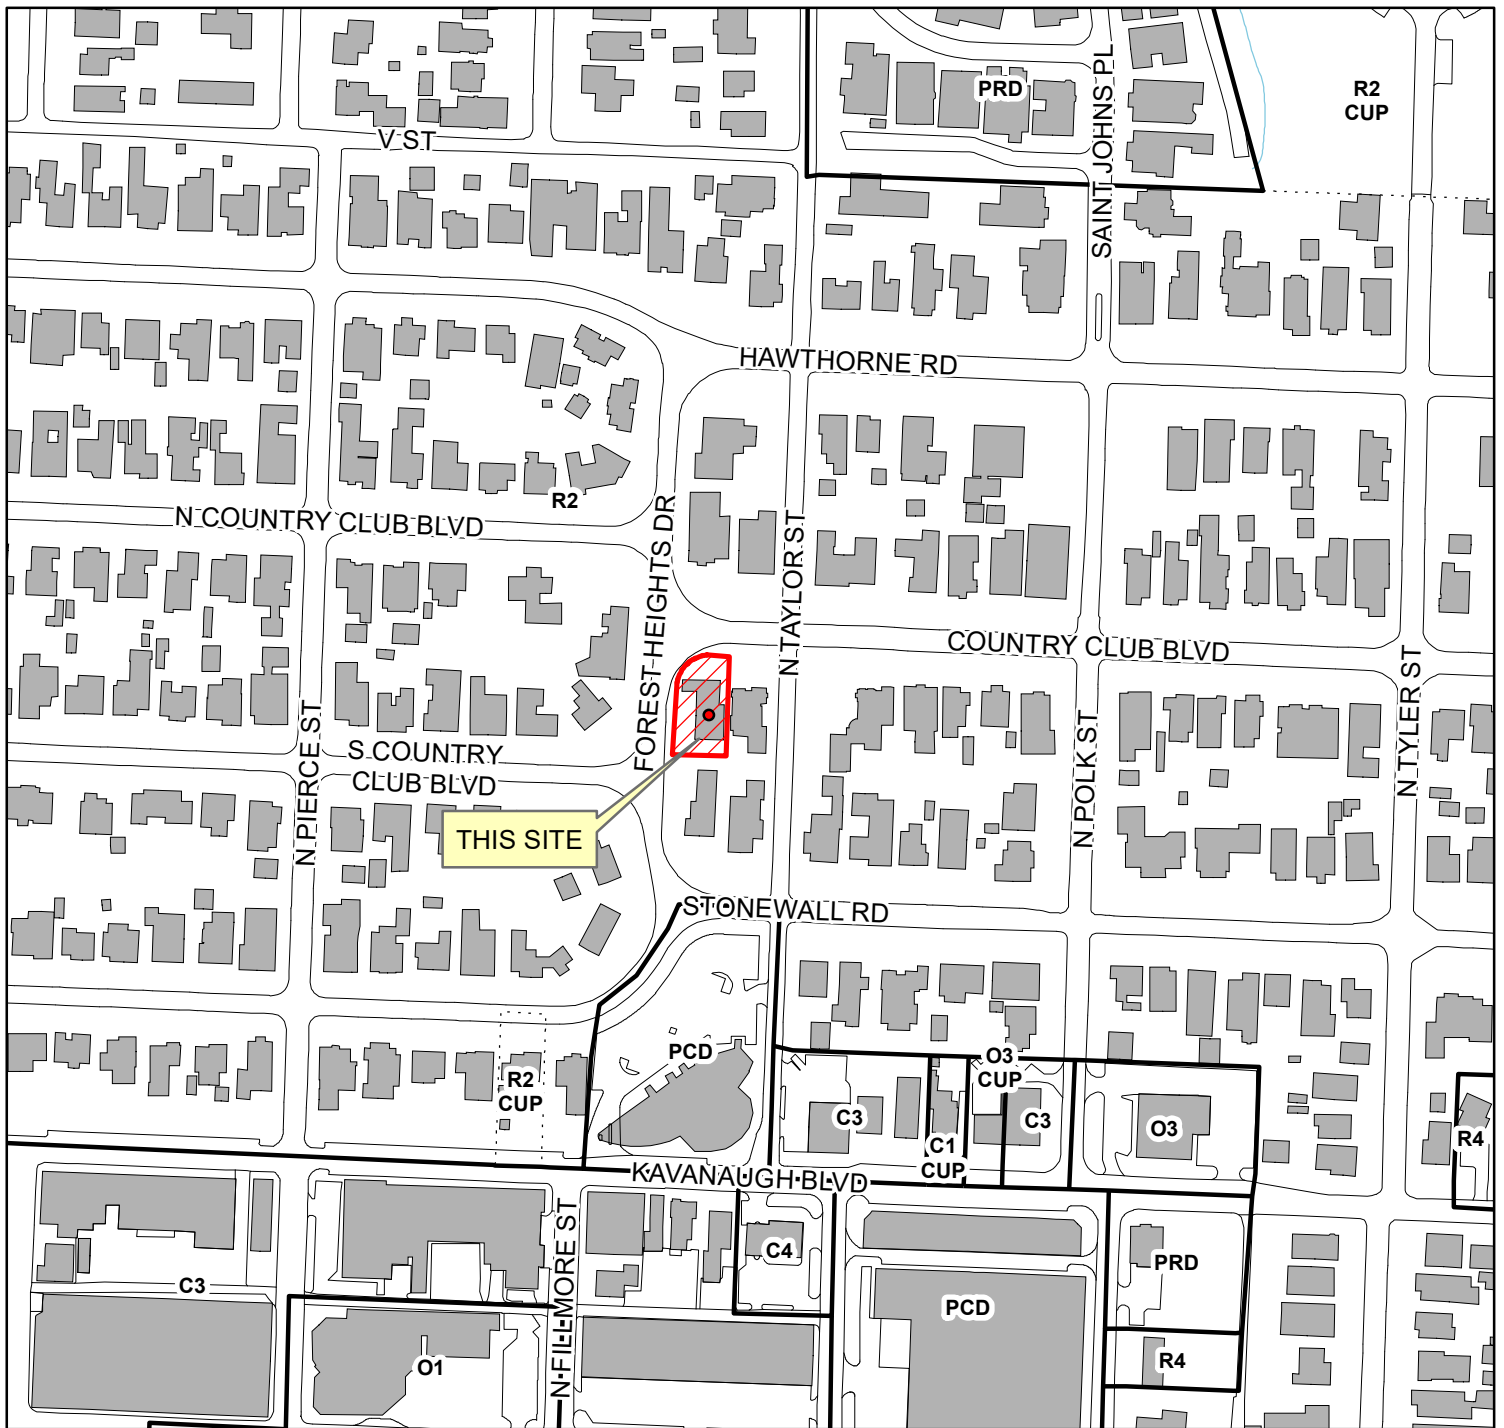 PRD
R2
CUP
V ST
SAINT JOHNS PL
HAWTHORNE RD
R2
N COUNTRY CLUB BLVD
FOREST HEIGHTS DR
N TAYLOR ST
COUNTRY CLUB BLVD
N PIERCE ST
S COUNTRY
CLUB BLVD
N POLK ST
N TYLER ST
THIS SITE
STONEWALL RD
PCD
R2
CUP
O3
CUP
C3
C1
CUP
C3
O3
R4
KAVANAUGH BLVD
N FILLMORE ST
C4
PRD
C3
PCD
O1
R4